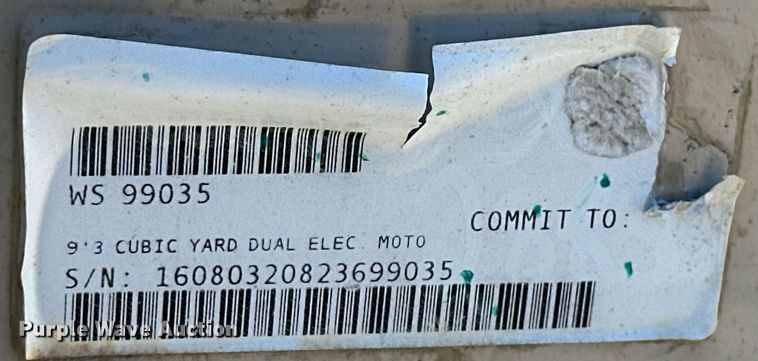 WS 99035
COMMIT TO:
9'3 CUBIC YARD DUAL ELEC. MOTO
S/N: 16080320823699035
Purple Wave Auction